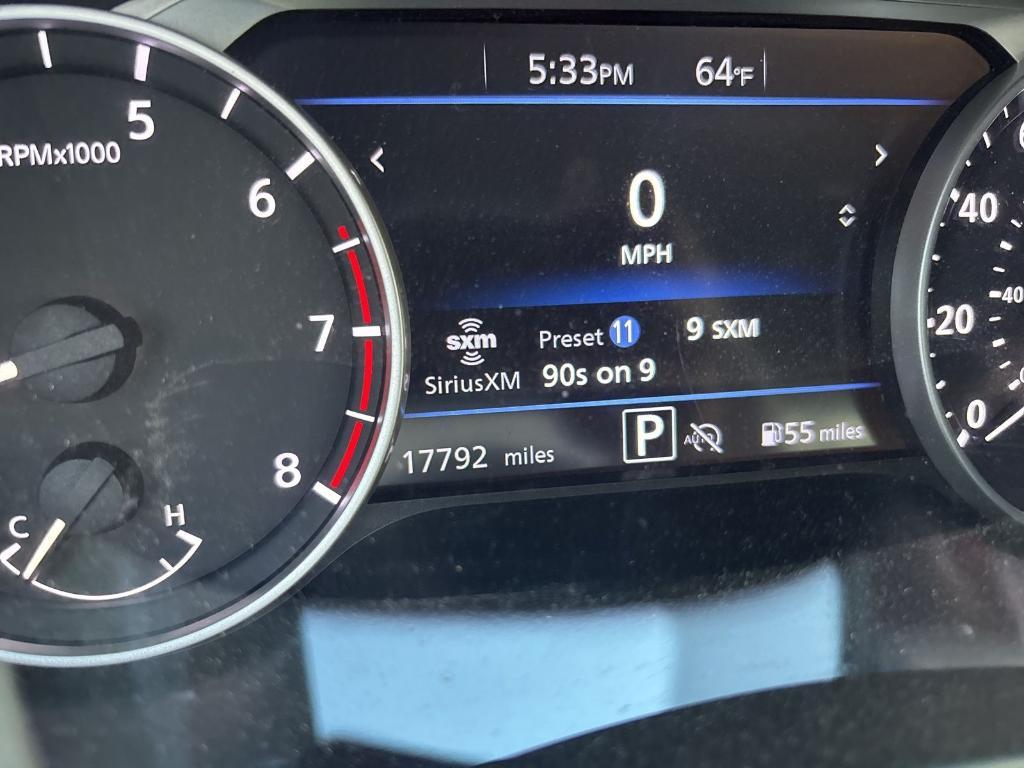 5:33PM 64°F
5
RPMx1000
6
0
MPH
7
8
C H
sxm
SiriusXM
Preset 11 9 SXM
90s on 9
17792 miles P AUTO 55 miles
40
40
20
0